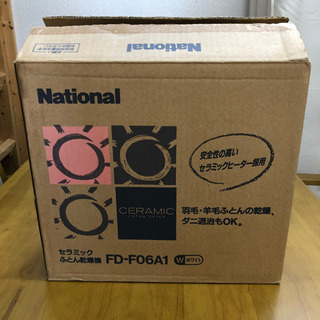 National
National
安全性の高い
セラミックヒーター採用
CERAMIC
FUTON DRYER
羽毛・羊毛ふとんの乾燥、
ダニ退治もOK。
セラミック
ふとん乾燥機 FD-F06A1 W ホワイト